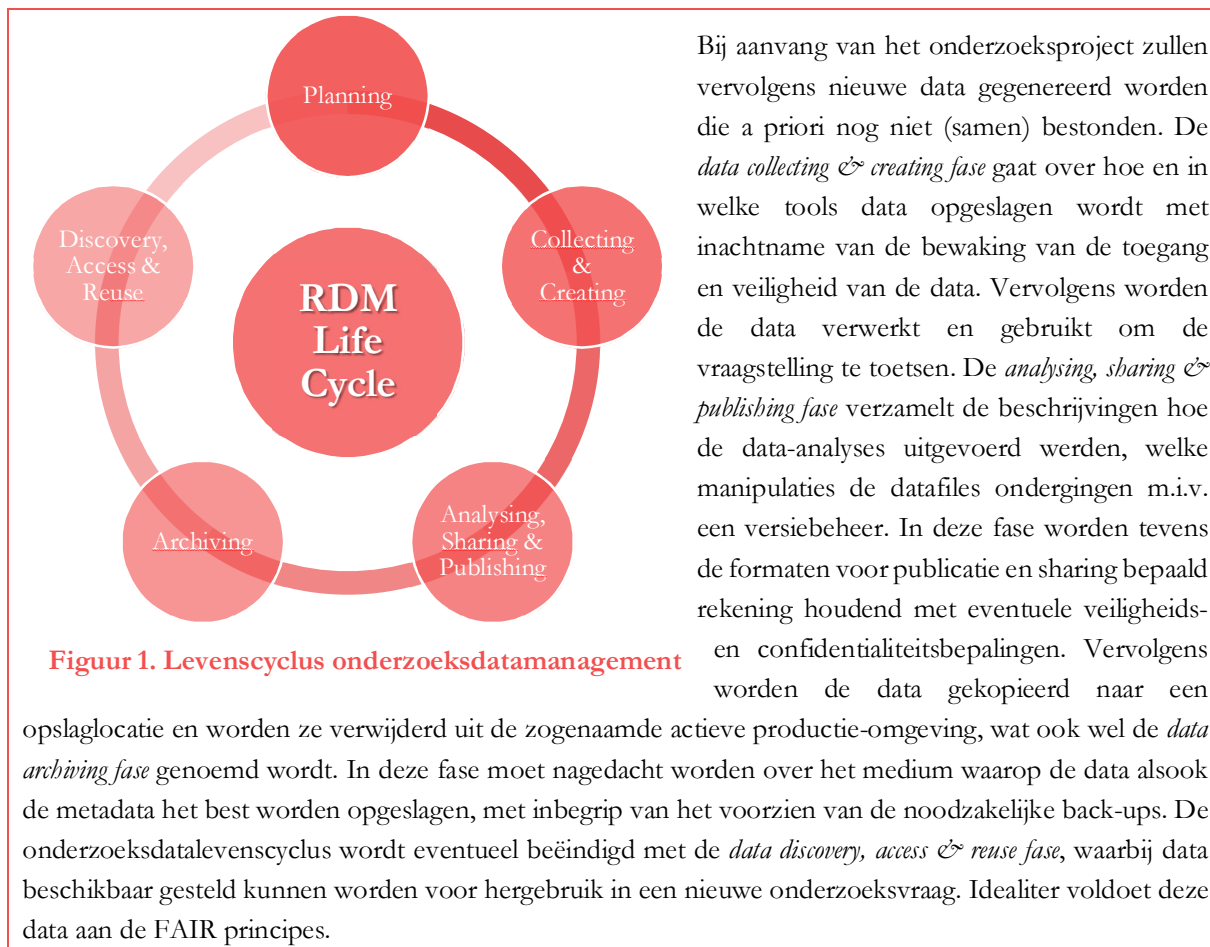 Planning
Collecting
&
Creating
Analysing,
Sharing &
Publishing
Archiving
Discovery,
Access &
Reuse
RDM
Life
Cycle
Figuur 1. Levenscyclus onderzoeksdatamanagement
Bij aanvang van het onderzoeksproject zullen
vervolgens nieuwe data gegenereerd worden
die a priori nog niet (samen) bestonden. De
data collecting & creating fase gaat over hoe en in
welke tools data opgeslagen wordt met
inachtname van de bewaking van de toegang
en veiligheid van de data. Vervolgens worden
de data verwerkt en gebruikt om de
vraagstelling te toetsen. De analysing, sharing &
publishing fase verzamelt de beschrijvingen hoe
de data-analyses uitgevoerd werden, welke
manipulaties de datafiles ondergingen m.i.v.
een versiebeheer. In deze fase worden tevens
de formaten voor publicatie en sharing bepaald
rekening houdend met eventuele veiligheids-
en confidentialiteitsbepalingen. Vervolgens
worden de data gekopieerd naar een
opslaglocatie en worden ze verwijderd uit de zogenaamde actieve productie-omgeving, wat ook wel de data
archiving fase genoemd wordt. In deze fase moet nagedacht worden over het medium waarop de data alsook
de metadata het best worden opgeslagen, met inbegrip van het voorzien van de noodzakelijke back-ups. De
onderzoeksdatalevenscyclus wordt eventueel beëindigd met de data discovery, access & reuse fase, waarbij data
beschikbaar gesteld kunnen worden voor hergebruik in een nieuwe onderzoeksvraag. Idealiter voldoet deze
data aan de FAIR principes.